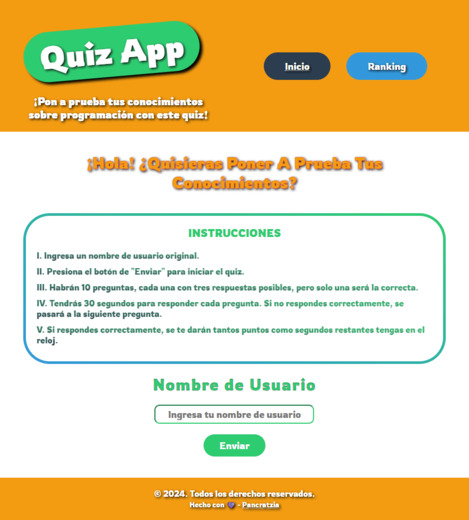 Quiz App
Inicio
Ranking
¡Pon a prueba tus conocimientos
sobre programación con este quiz!
¡Hola! ¿Quisieras Poner A Prueba Tus
Conocimientos?
INSTRUCCIONES
I. Ingresa un nombre de usuario original.
II. Presiona el botón de "Enviar" para iniciar el quiz.
III. Habrán 10 preguntas, cada una con tres respuestas posibles, pero solo una será la correcta.
IV. Tendrás 30 segundos para responder cada pregunta. Si no respondes correctamente, se
pasará a la siguiente pregunta.
V. Si respondes correctamente, se te darán tantos puntos como segundos restantes tengas en el
reloj.
Nombre de Usuario
Ingresa tu nombre de usuario
Enviar
© 2024. Todos los derechos reservados.
Hecho con 💜 - Pancratzia